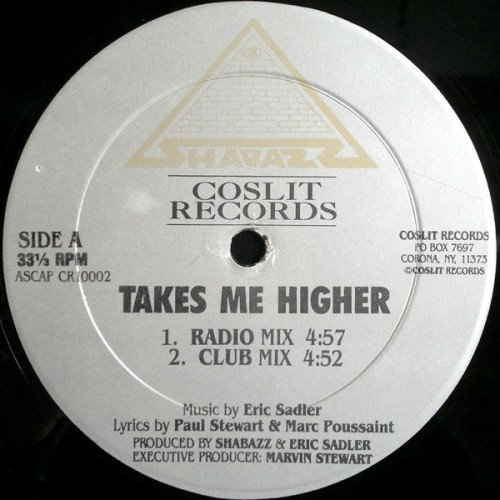 SHABAZZ
COSLIT
RECORDS
SIDE A
33⅓ RPM
ASCAP CR10002
COSLIT RECORDS
PO BOX 7697
CORONA, NY, 11373
©COSLIT RECORDS
TAKES ME HIGHER
1. RADIO MIX 4:57
2. CLUB MIX 4:52
Music by Eric Sadler
Lyrics by Paul Stewart & Marc Poussaint
PRODUCED BY SHABAZZ & ERIC SADLER
EXECUTIVE PRODUCER: MARVIN STEWART